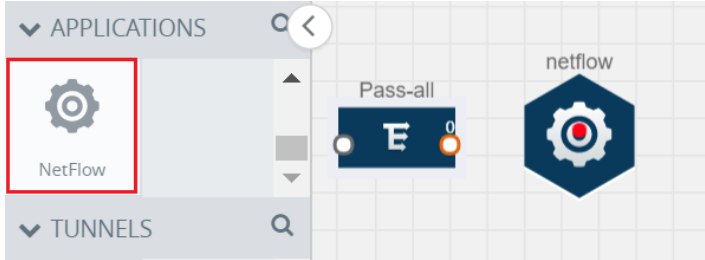 APPLICATIONS
NetFlow
TUNNELS
Pass-all
0
netflow